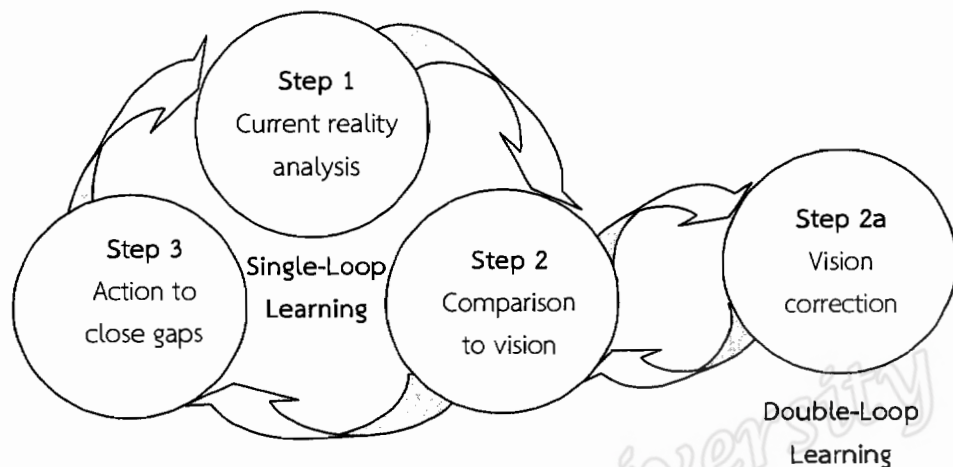 Step 1
Current reality
analysis
Step 2
Comparison
to vision
Step 2a
Vision
correction
Step 3
Action to
close gaps
Single-Loop
Learning
Double-Loop
Learning
iversity